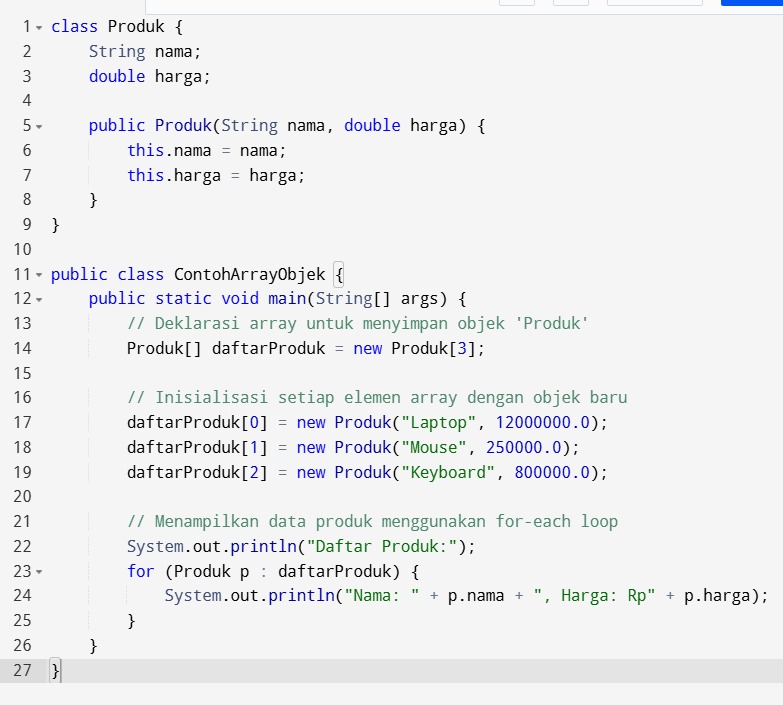 1 class Produk {
2     String nama;
3     double harga;
4
5     public Produk(String nama, double harga) {
6         this.nama = nama;
7         this.harga = harga;
8     }
9 }
10
11 public class ContohArrayObjek {
12     public static void main(String[] args) {
13         // Deklarasi array untuk menyimpan objek 'Produk'
14         Produk[] daftarProduk = new Produk[3];
15
16         // Inisialisasi setiap elemen array dengan objek baru
17         daftarProduk[0] = new Produk("Laptop", 12000000.0);
18         daftarProduk[1] = new Produk("Mouse", 250000.0);
19         daftarProduk[2] = new Produk("Keyboard", 800000.0);
20
21         // Menampilkan data produk menggunakan for-each loop
22         System.out.println("Daftar Produk:");
23         for (Produk p : daftarProduk) {
24             System.out.println("Nama: " + p.nama + ", Harga: Rp" + p.harga);
25         }
26     }
27 }